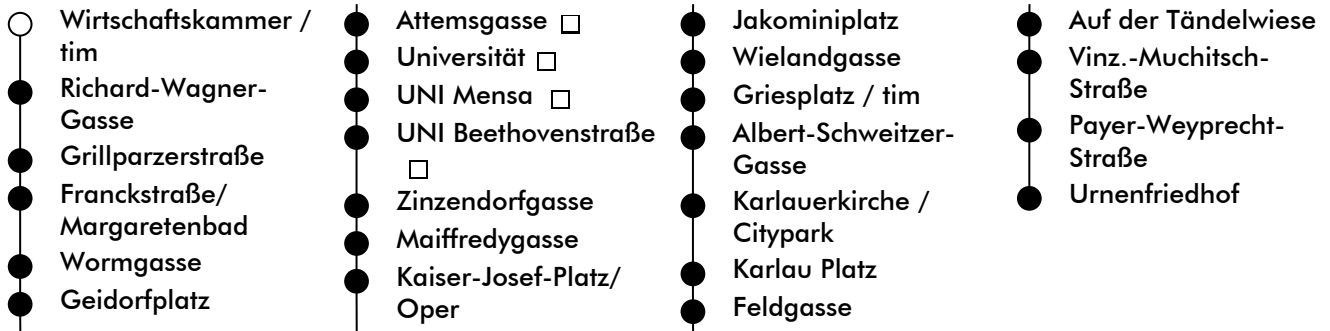 Wirtschaftskammer /
tim
Richard-Wagner-
Gasse
Grillparzerstraße
Franckstraße/
Margaretenbad
Wormgasse
Geidorfplatz
Attemsgasse □
Universität □
UNI Mensa □
UNI Beethovenstraße
□
Zinzendorfgasse
Maiffredygasse
Kaiser-Josef-Platz/
Oper
Jakominiplatz
Wielandgasse
Griesplatz / tim
Albert-Schweitzer-
Gasse
Karlauerkirche /
Citypark
Karlau Platz
Feldgasse
Auf der Tändelwiese
Vinz.-Muchitsch-
Straße
Payer-Weyprecht-
Straße
Urnenfriedhof